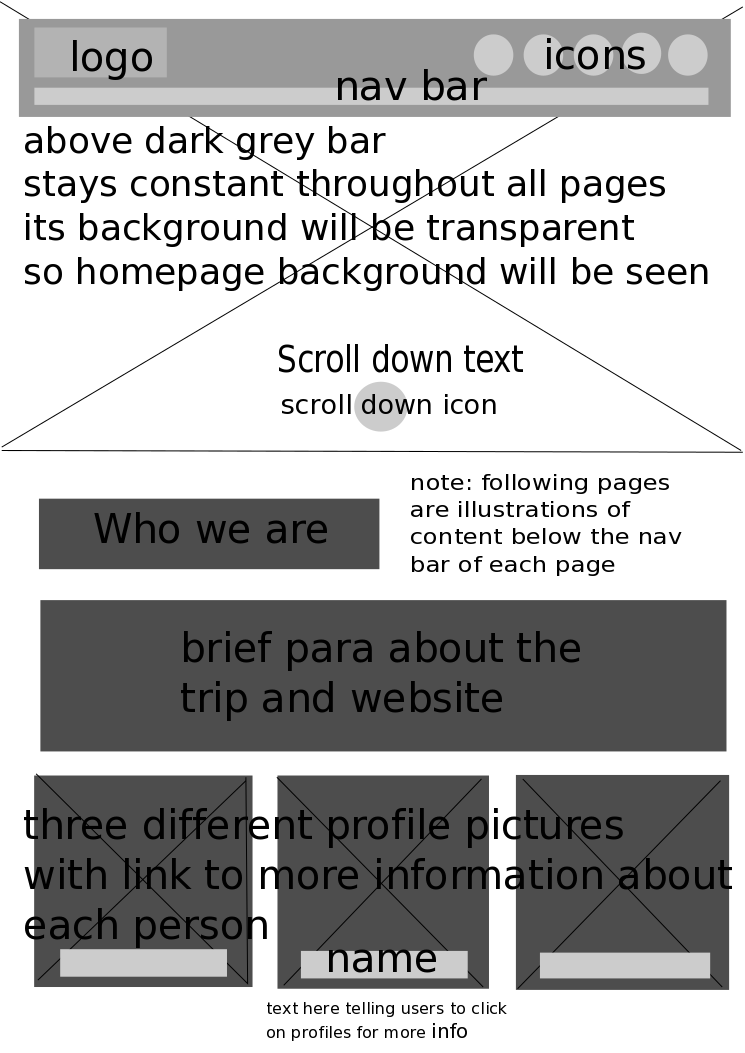 logo
icons
nav bar
above dark grey bar
stays constant throughout all pages
its background will be transparent
so homepage background will be seen
Scroll down text
scroll down icon
note: following pages
are illustrations of
content below the nav
bar of each page
Who we are
brief para about the
trip and website
three different profile pictures
with link to more information about
each person
name
text here telling users to click
on profiles for more info